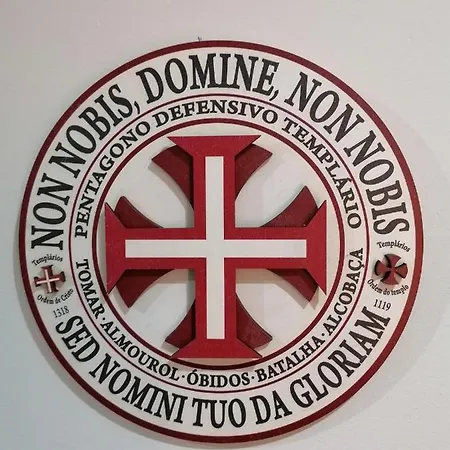 NON NOBIS, DOMINE, NON NOBIS
PENTAGONO DEFENSIVO TEMPLÁRIO
Templários
Ordem de Cristo
1318
Templários
Ordem do templo
1119
TOMAR · ALMOUROL · ÓBIDOS · BATALHA · ALCOBAÇA
SED NOMINI TUO DA GLORIAM